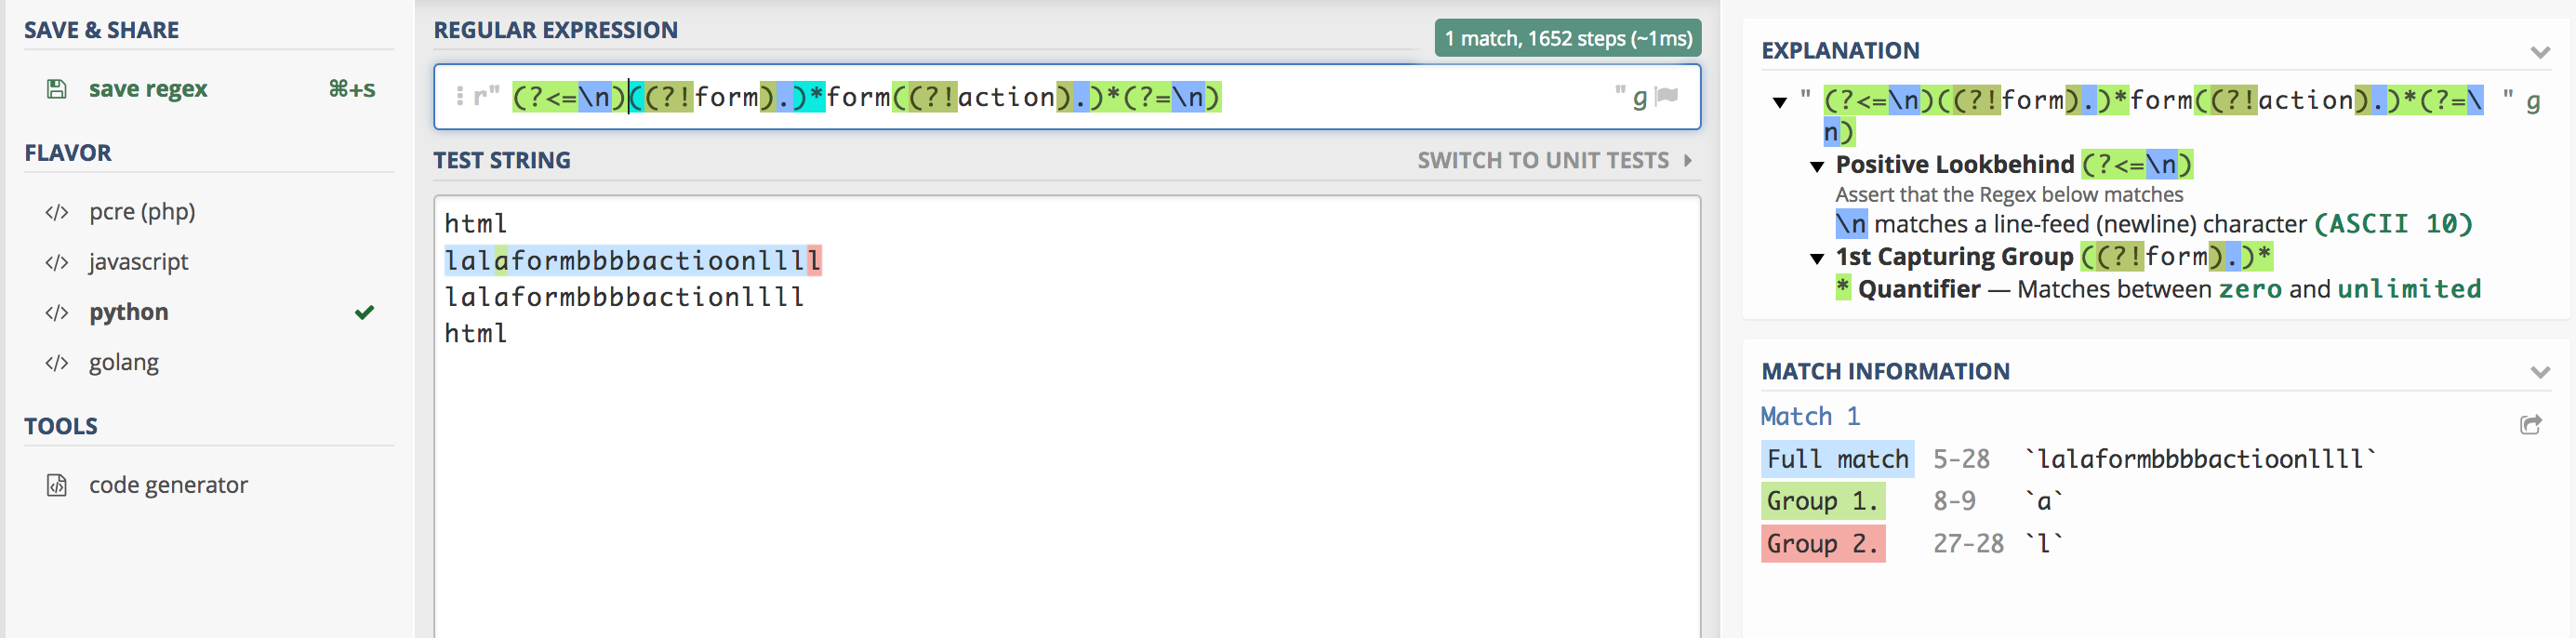 SAVE & SHARE
save regex ⌘+s
FLAVOR
</> pcre (php)
</> javascript
</> python
</> golang
TOOLS
code generator
REGULAR EXPRESSION
1 match, 1652 steps (~1ms)
r" (?<=\n)((?!form).)*form((?!action).)*(?=\n) " g
TEST STRING
SWITCH TO UNIT TESTS
html
lalaformbbbbactioonllll
lalaformbbbbactionllll
html
EXPLANATION
" (?<=\n)((?!form).)*form((?!action).)*(?=\ " g
n)
Positive Lookbehind (?<=\n)
Assert that the Regex below matches
\n matches a line-feed (newline) character (ASCII 10)
1st Capturing Group ((?!form).)*
* Quantifier — Matches between zero and unlimited
MATCH INFORMATION
Match 1
Full match 5-28 `lalaformbbbbactioonllll`
Group 1. 8-9 `a`
Group 2. 27-28 `l`